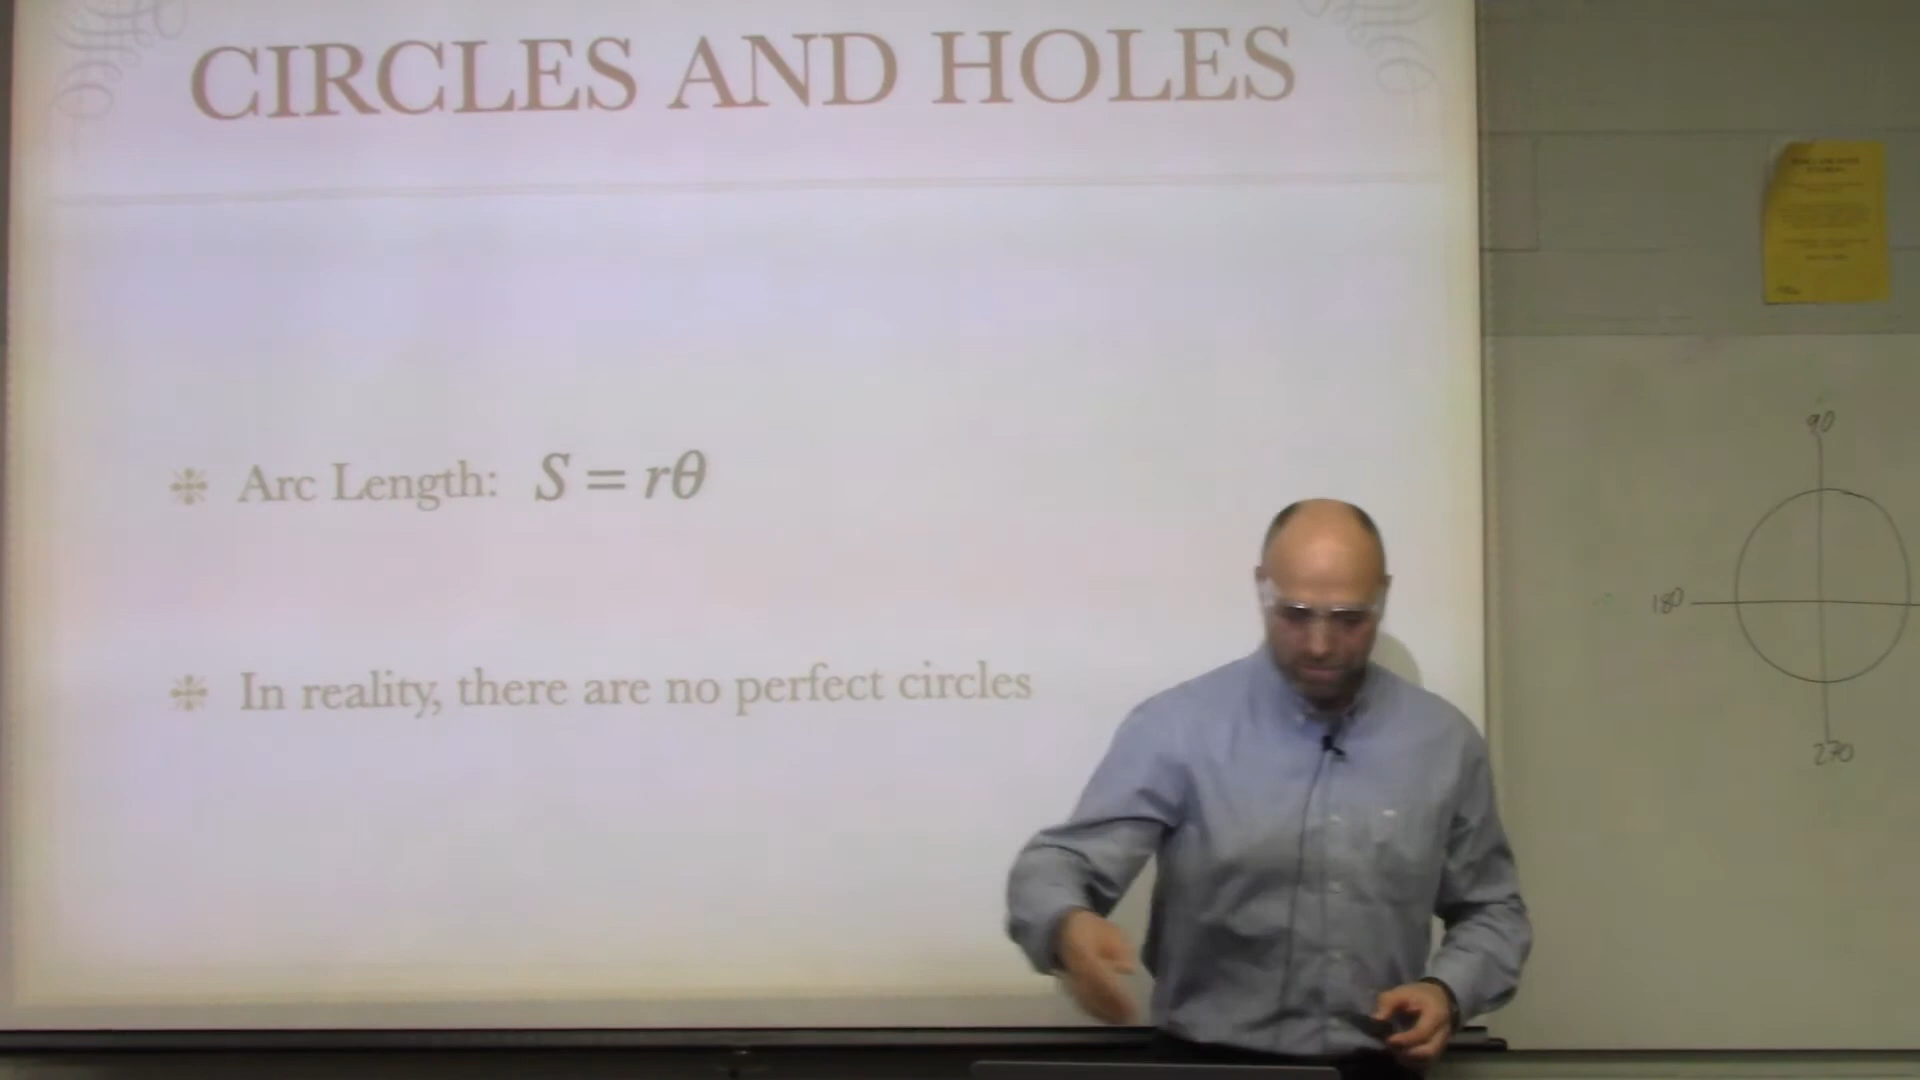 CIRCLES AND HOLES
Arc Length: S = rθ
In reality, there are no perfect circles
90
180
270